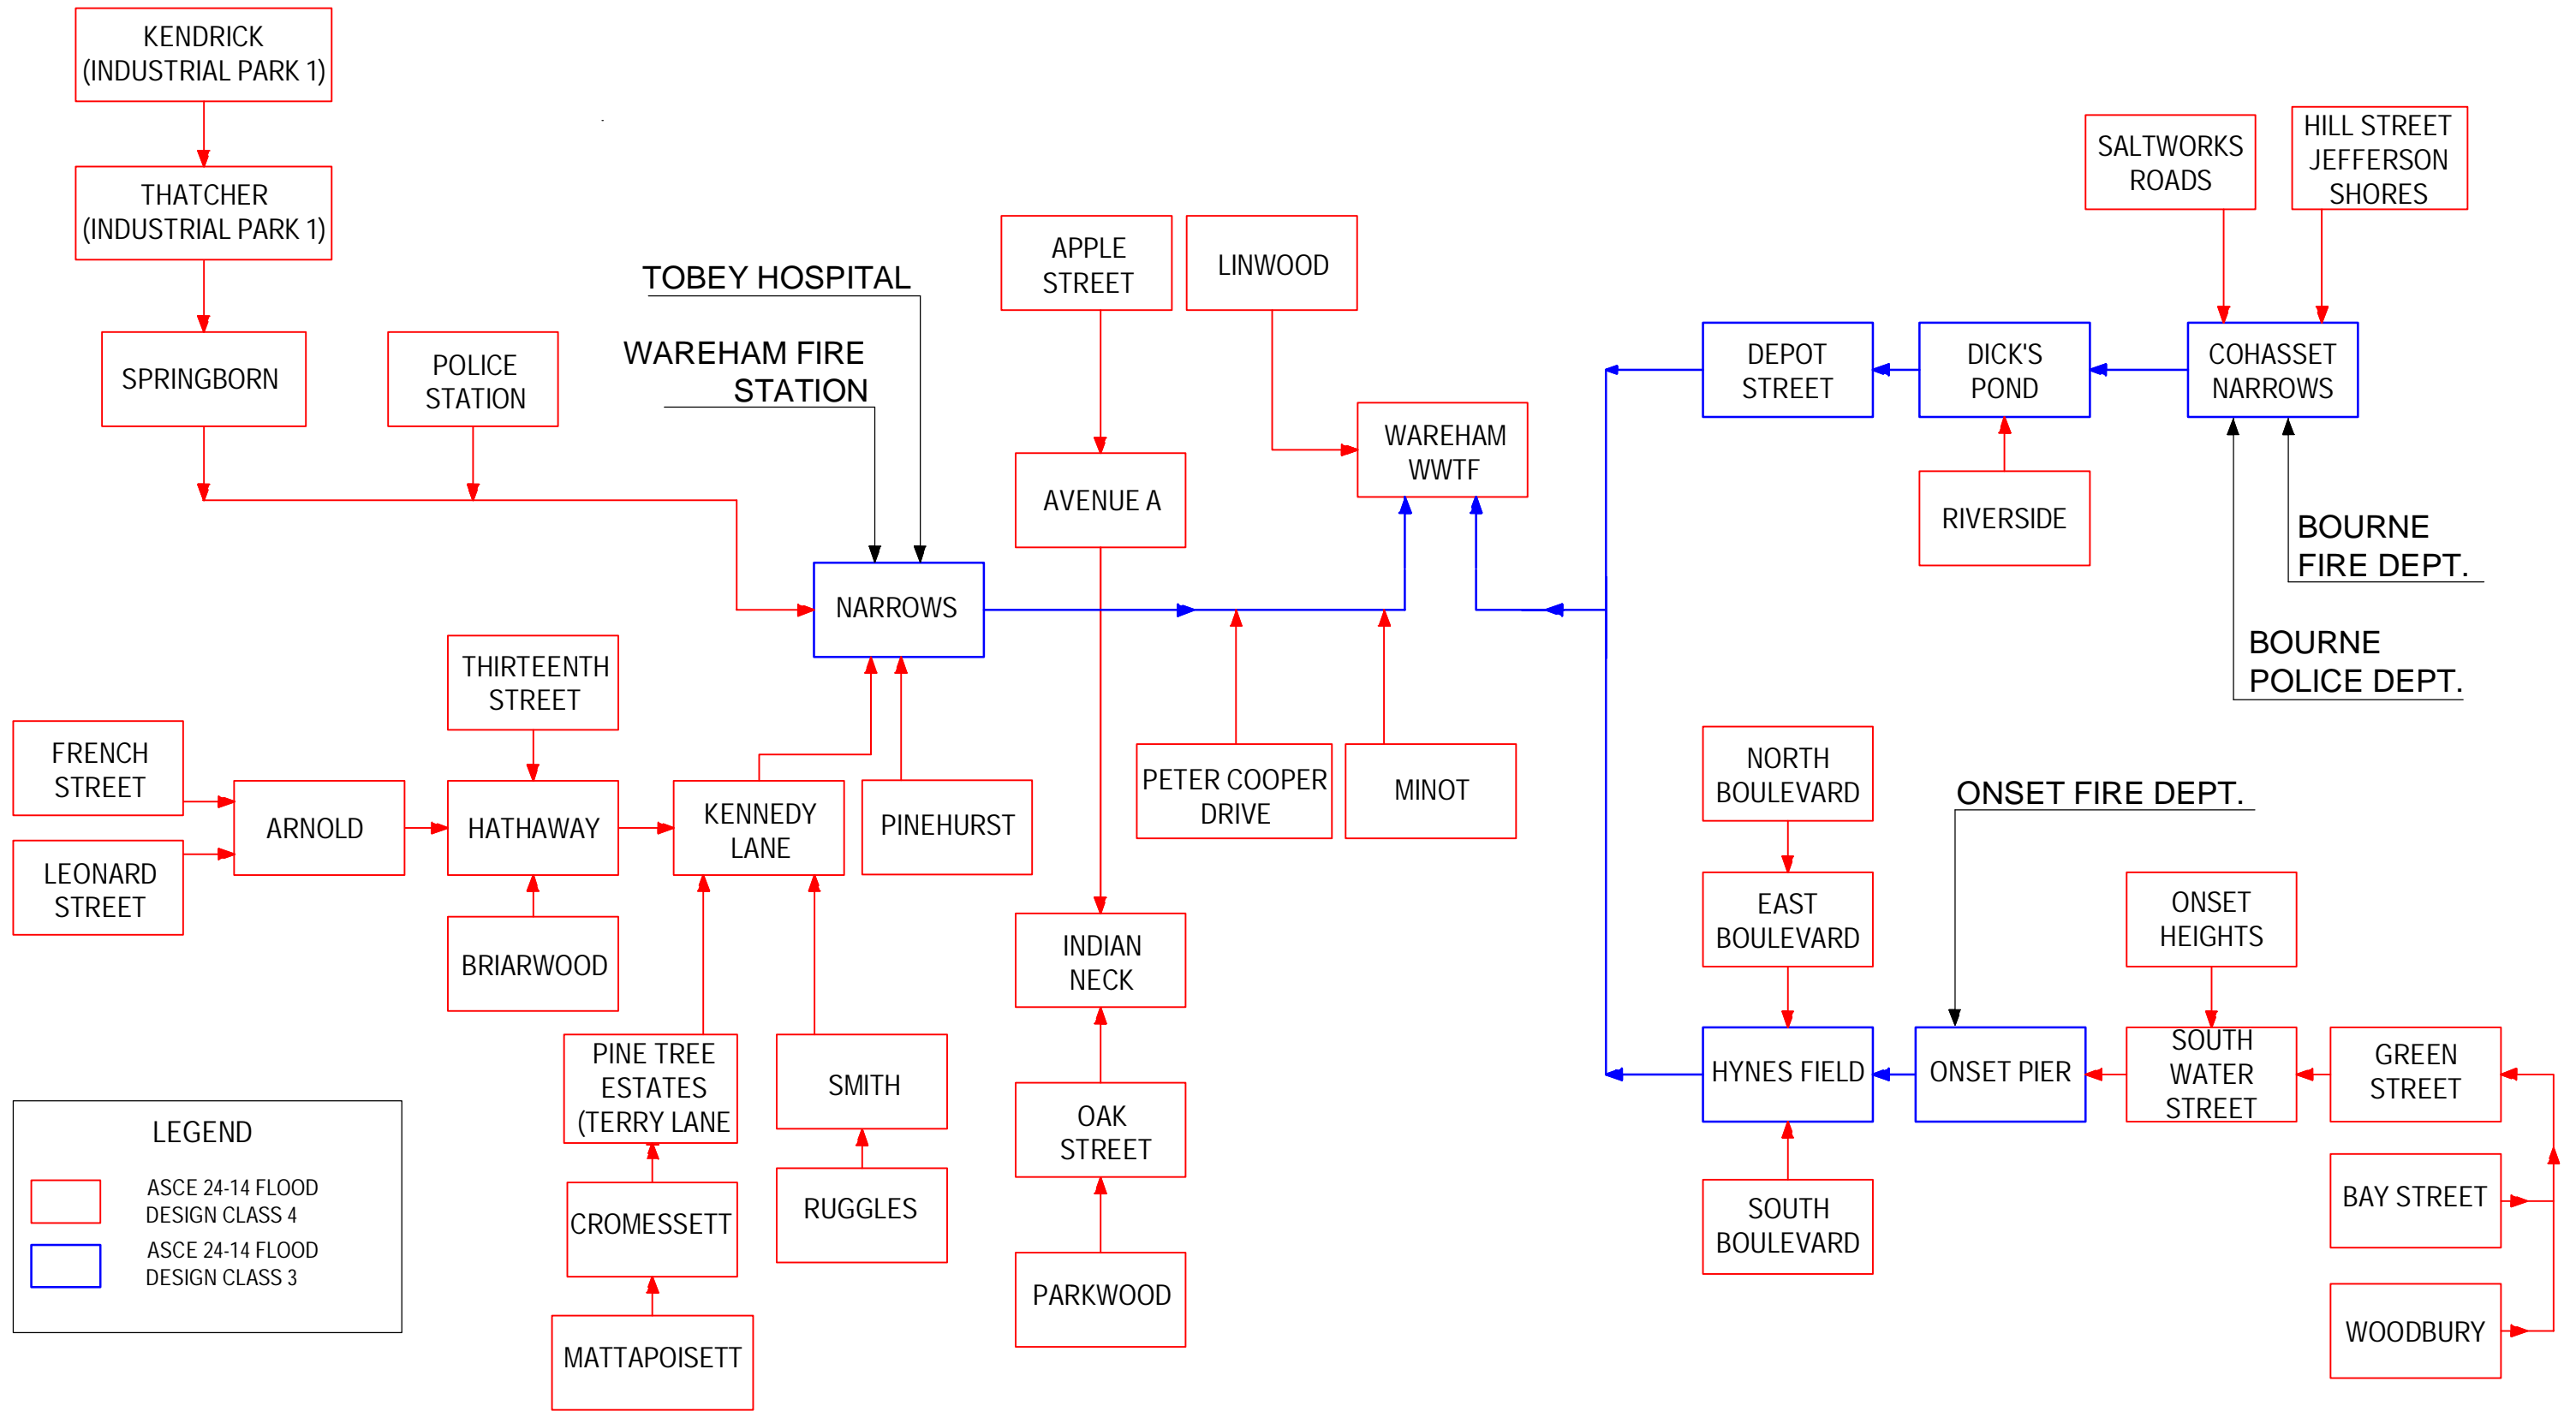 KENDRICK
(INDUSTRIAL PARK 1)
THATCHER
(INDUSTRIAL PARK 1)
SPRINGBORN
POLICE
STATION
TOBEY HOSPITAL
WAREHAM FIRE
STATION
APPLE
STREET
LINWOOD
AVENUE A
WAREHAM
WWTF
NARROWS
SALTWORKS
ROADS
HILL STREET
JEFFERSON
SHORES
DEPOT
STREET
DICK'S
POND
COHASSET
NARROWS
RIVERSIDE
BOURNE
FIRE DEPT.
BOURNE
POLICE DEPT.
THIRTEENTH
STREET
FRENCH
STREET
LEONARD
STREET
ARNOLD
HATHAWAY
KENNEDY
LANE
PINEHURST
BRIARWOOD
PETER COOPER
DRIVE
MINOT
INDIAN
NECK
PINE TREE
ESTATES
(TERRY LANE
SMITH
OAK
STREET
CROMESSETT
RUGGLES
MATTAPOISETT
PARKWOOD
NORTH
BOULEVARD
ONSET FIRE DEPT.
EAST
BOULEVARD
ONSET
HEIGHTS
HYNES FIELD
ONSET PIER
SOUTH
WATER
STREET
GREEN
STREET
SOUTH
BOULEVARD
BAY STREET
WOODBURY
LEGEND
ASCE 24-14 FLOOD
DESIGN CLASS 4
ASCE 24-14 FLOOD
DESIGN CLASS 3